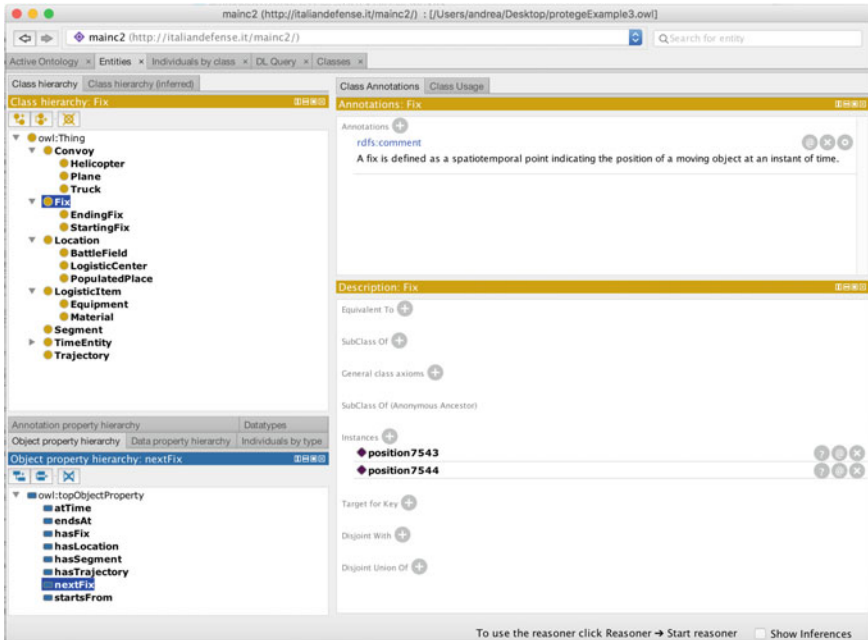 mainc2 (http://italiandefense.it/mainc2/) : [/Users/andrea/Desktop/protegeExample3.owl]
mainc2 (http://italiandefense.it/mainc2/)
Search for entity
Active Ontology × Entities × Individuals by class × DL Query × Classes ×
Class hierarchy Class hierarchy (inferred)
Class hierarchy: Fix
owl:Thing
Convoy
Helicopter
Plane
Truck
Fix
EndingFix
StartingFix
Location
BattleField
LogisticCenter
PopulatedPlace
LogisticItem
Equipment
Material
Segment
TimeEntity
Trajectory
Annotation property hierarchy Datatypes
Object property hierarchy Data property hierarchy Individuals by type
Object property hierarchy: nextFix
owl:topObjectProperty
atTime
endsAt
hasFix
hasLocation
hasSegment
hasTrajectory
nextFix
startsFrom
Class Annotations Class Usage
Annotations: Fix
Annotations
rdfs:comment
A fix is defined as a spatiotemporal point indicating the position of a moving object at an instant of time.
Description: Fix
Equivalent To
SubClass Of
General class axioms
SubClass Of (Anonymous Ancestor)
Instances
position7543
position7544
Target for Key
Disjoint With
Disjoint Union Of
To use the reasoner click Reasoner → Start reasoner Show Inferences